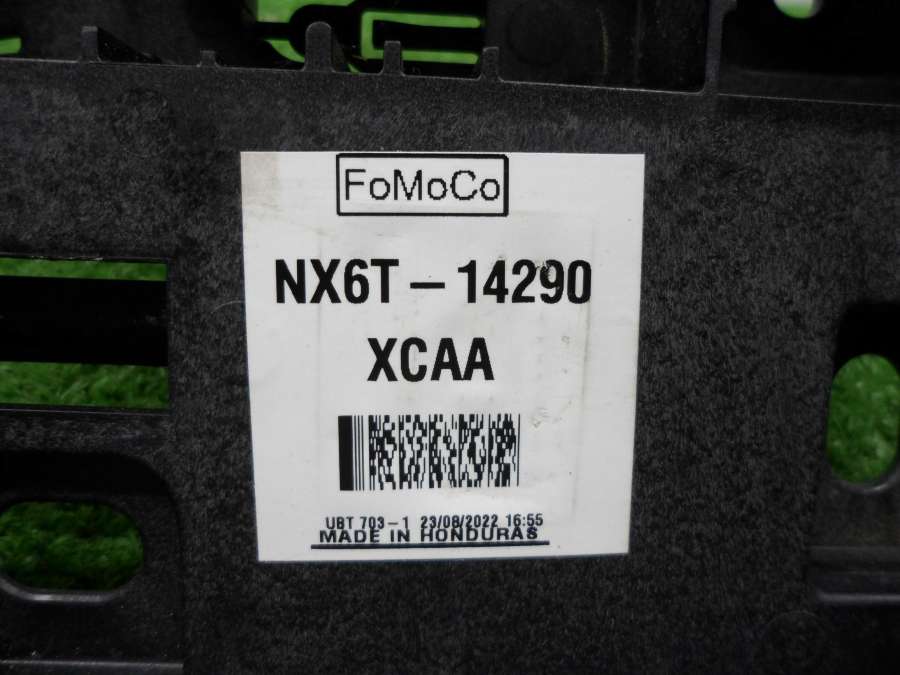 FoMoCo
NX6T - 14290
XCAA
UBT 703-1 23/08/2022 16:55
MADE IN HONDURAS